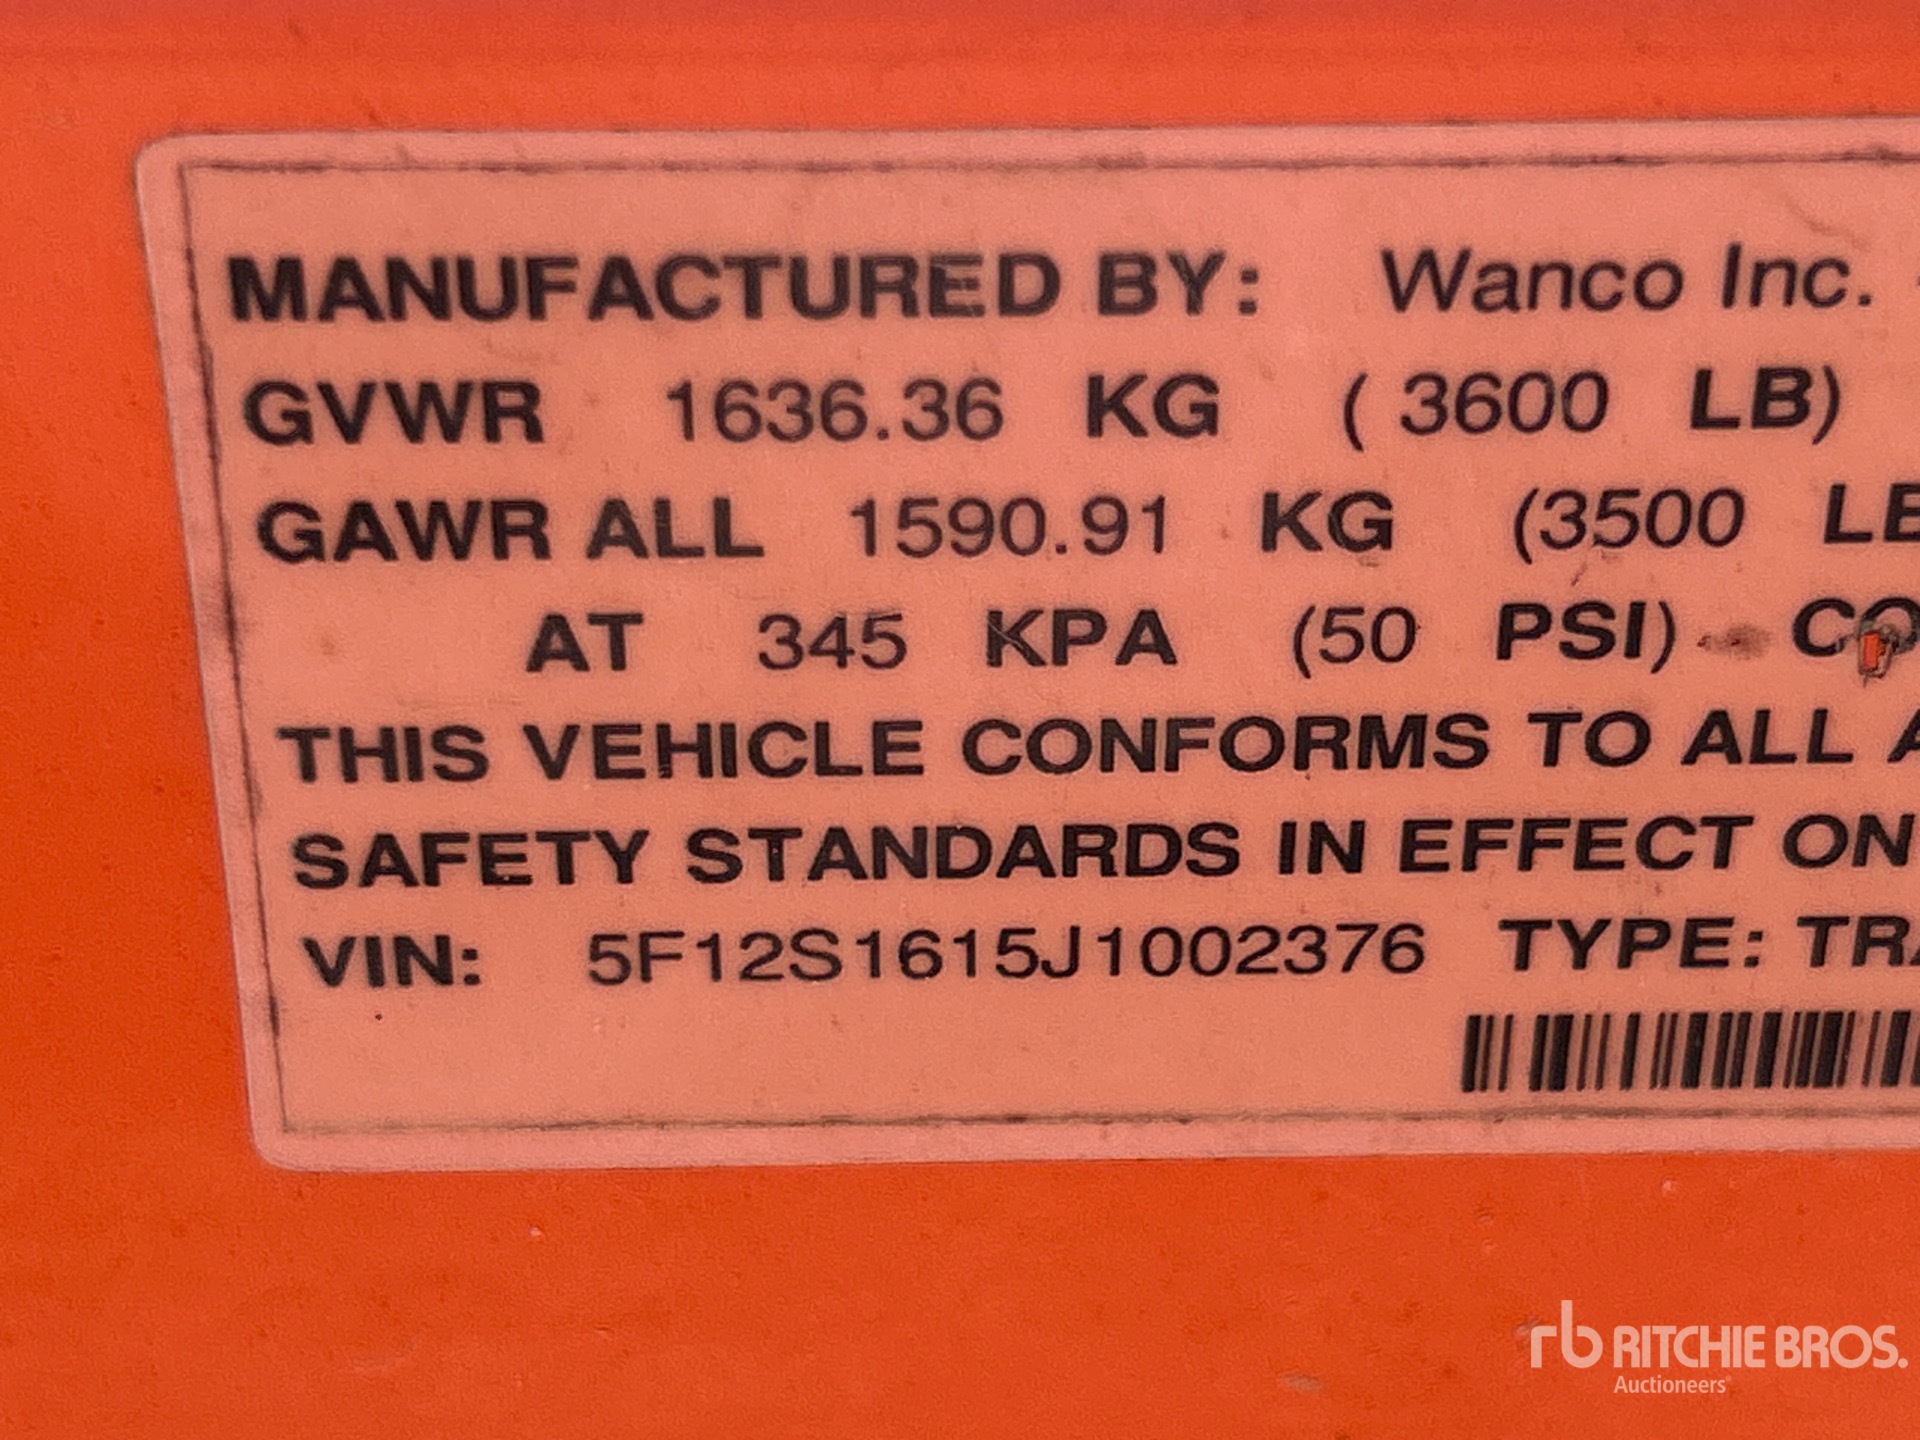 MANUFACTURED BY: Wanco Inc.
GVWR 1636.36 KG ( 3600 LB)
GAWR ALL 1590.91 KG (3500
AT 345 KPA (50 PSI)
THIS VEHICLE CONFORMS TO ALL
SAFETY STANDARDS IN EFFECT ON
VIN: 5F12S1615J1002376 TYPE:
rb RITCHIE BROS.
Auctioneers